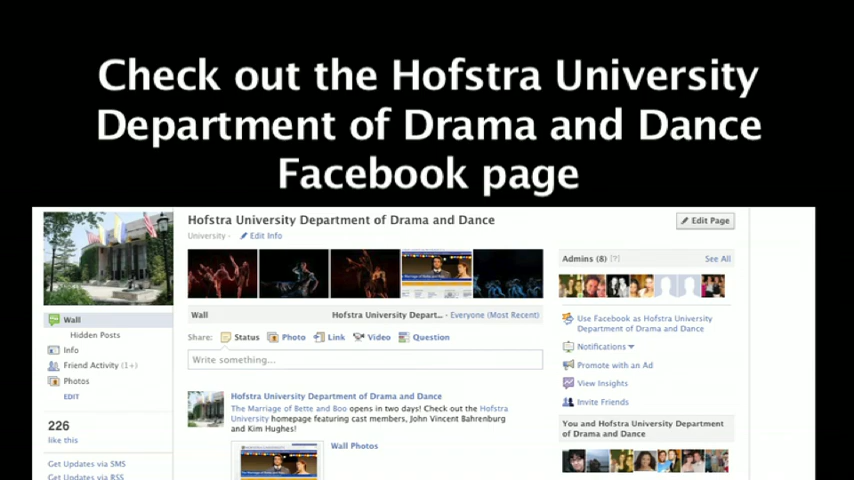 Check out the Hofstra University
Department of Drama and Dance
Facebook page
Hofstra University Department of Drama and Dance
Edit Page
University · Edit Info
Admins (8) [?]
See All
Wall
Hofstra University Depart... · Everyone (Most Recent)
Share: Status Photo Link Video Question
Write something...
Wall
Hidden Posts
Info
Friend Activity (1+)
Photos
EDIT
226
like this
Get Updates via SMS
Get Updates via RSS
Hofstra University Department of Drama and Dance
The Marriage of Bette and Boo opens in two days! Check out the Hofstra
University homepage featuring cast members, John Vincent Bahrenburg
and Kim Hughes!
Wall Photos
Use Facebook as Hofstra University
Department of Drama and Dance
Notifications
Promote with an Ad
View Insights
Invite Friends
You and Hofstra University Department
of Drama and Dance